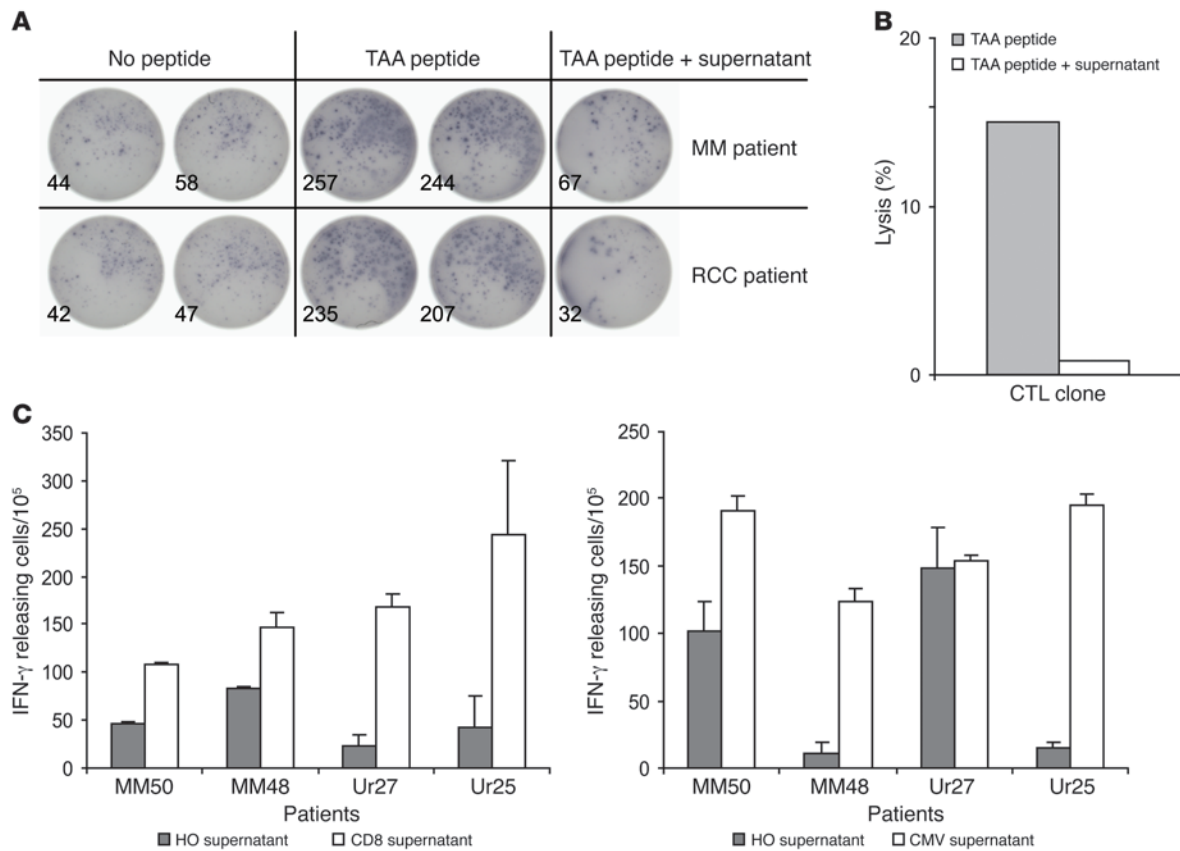 A
No peptide
TAA peptide
TAA peptide + supernatant
44
58
257
244
67
MM patient
42
47
235
207
32
RCC patient
B
TAA peptide
TAA peptide + supernatant
20
10
0
Lysis (%)
CTL clone
C
350
300
250
200
150
100
50
0
IFN-γ releasing cells/10⁵
MM50
MM48
Ur27
Ur25
Patients
HO supernatant
CD8 supernatant
250
200
150
100
50
0
IFN-γ releasing cells/10⁵
MM50
MM48
Ur27
Ur25
Patients
HO supernatant
CMV supernatant